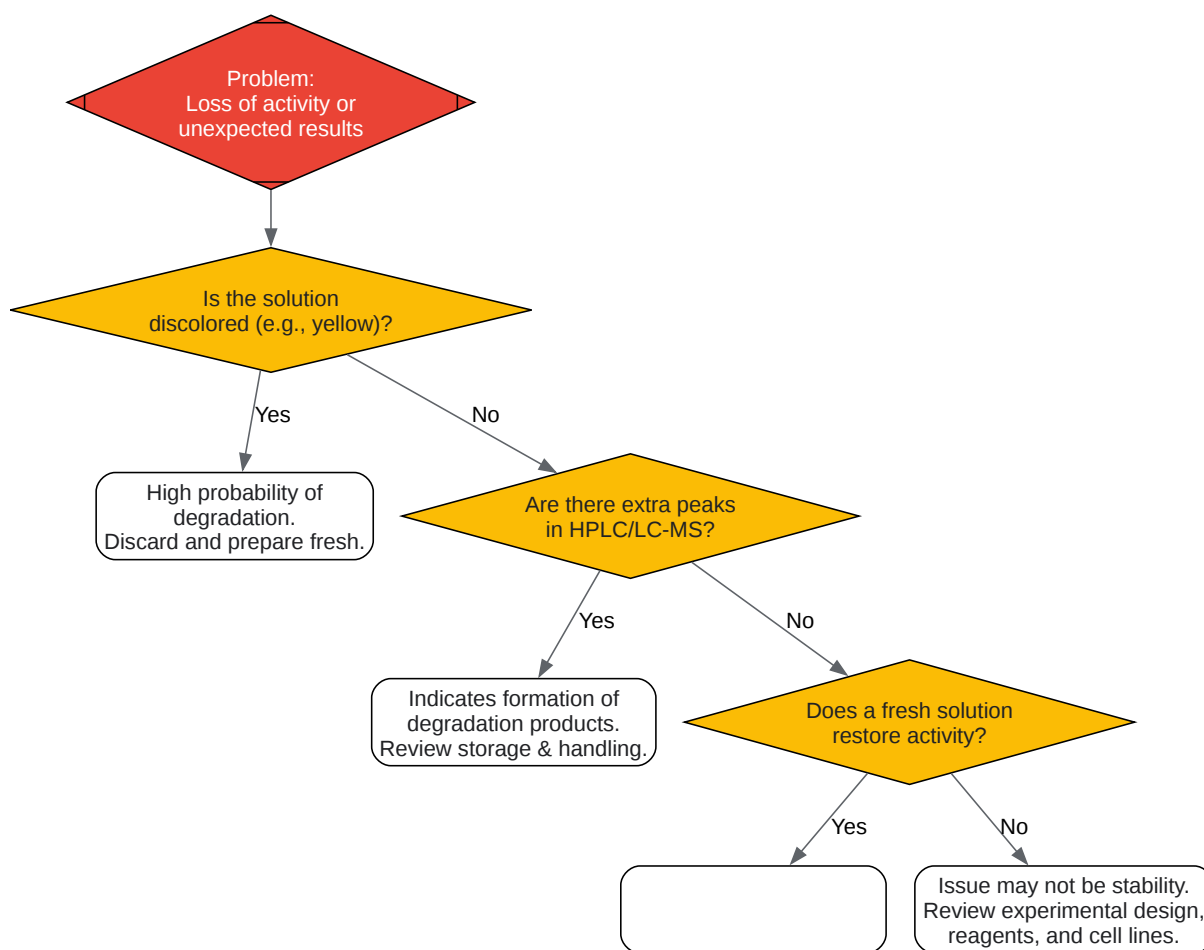 Problem:
Loss of activity or
unexpected results
Is the solution
discolored (e.g., yellow)?
Yes
No
High probability of
degradation.
Discard and prepare fresh.
Are there extra peaks
in HPLC/LC-MS?
Yes
No
Indicates formation of
degradation products.
Review storage & handling.
Does a fresh solution
restore activity?
Yes
No
Issue may not be stability.
Review experimental design,
reagents, and cell lines.